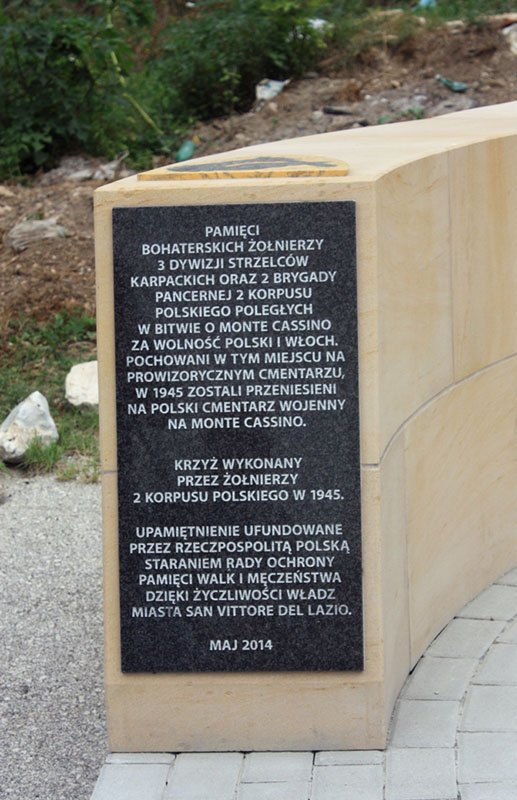 PAMIĘCI
BOHATERSKICH ŻOŁNIERZY
3 DYWIZJI STRZELCÓW
KARPACKICH ORAZ 2 BRYGADY
PANCERNEJ 2 KORPUSU
POLSKIEGO POLEGŁYCH
W BITWIE O MONTE CASSINO
ZA WOLNOŚĆ POLSKI I WŁOCH.
POCHOWANI W TYM MIEJSCU NA
PROWIZORYCZNYM CMENTARZU,
W 1945 ZOSTALI PRZENIESIENI
NA POLSKI CMENTARZ WOJENNY
NA MONTE CASSINO.
KRZYŻ WYKONANY
PRZEZ ŻOŁNIERZY
2 KORPUSU POLSKIEGO W 1945.
UPAMIĘTNIENIE UFUNDOWANE
PRZEZ RZECZPOSPOLITĄ POLSKĄ
STARANIEM RADY OCHRONY
PAMIĘCI WALK I MĘCZEŃSTWA
DZIĘKI ŻYCZLIWOŚCI WŁADZ
MIASTA SAN VITTORE DEL LAZIO.
MAJ 2014